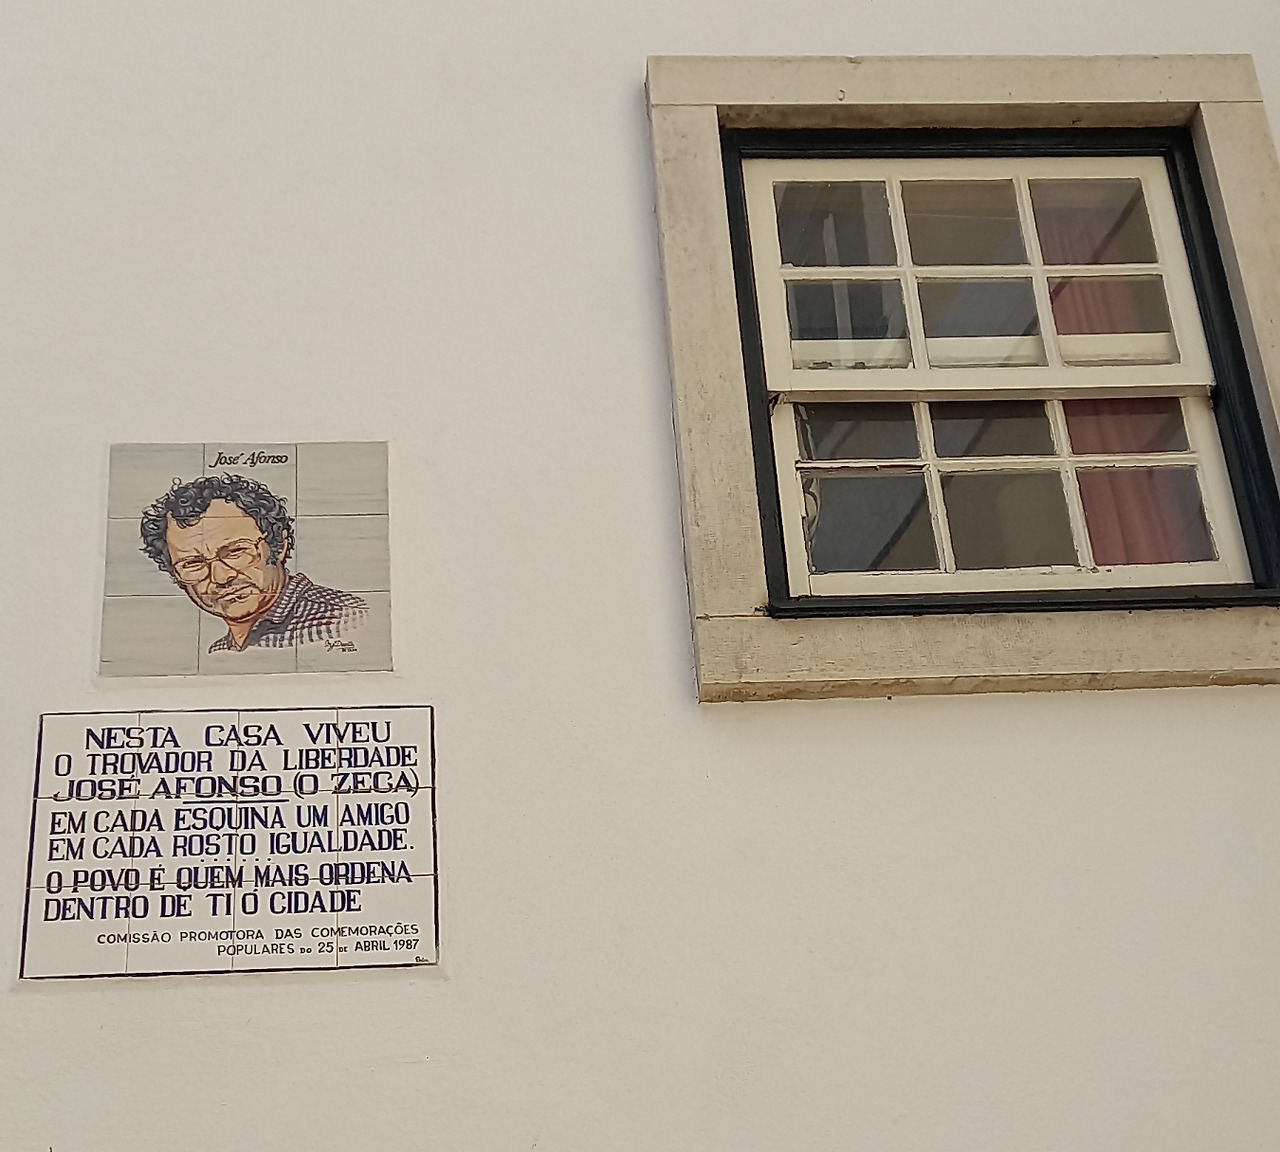 José Afonso
NESTA CASA VIVEU
O TROVADOR DA LIBERDADE
JOSÉ AFONSO (O ZECA)
EM CADA ESQUINA UM AMIGO
EM CADA ROSTO IGUALDADE.
. . . . . .
O POVO É QUEM MAIS ORDENA
DENTRO DE TI Ó CIDADE
COMISSÃO PROMOTORA DAS COMEMORAÇÕES
POPULARES DO 25 DE ABRIL 1987